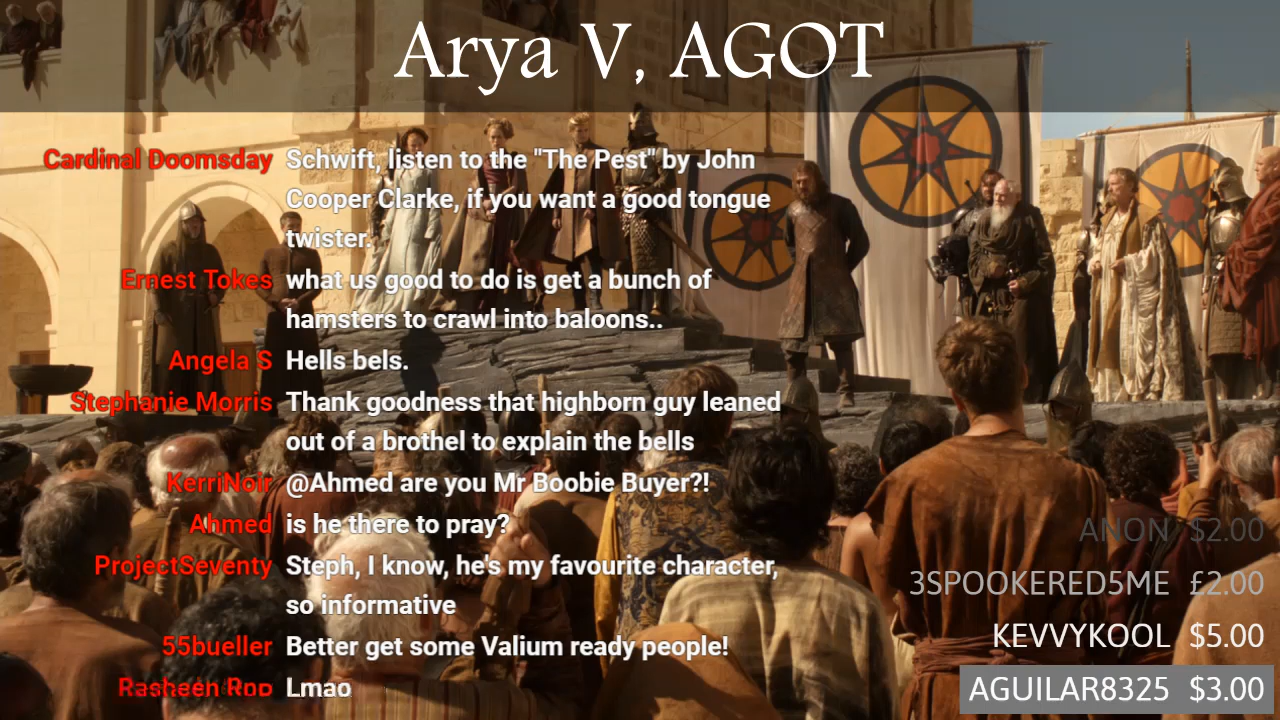 Arya V, AGOT
Cardinal Doomsday Schwift, listen to the "The Pest" by John
Cooper Clarke, if you want a good tongue
twister.
Ernest Tokes what us good to do is get a bunch of
hamsters to crawl into baloons..
Angela S Hells bels.
Stephanie Morris Thank goodness that highborn guy leaned
out of a brothel to explain the bells
KerriNoir @Ahmed are you Mr Boobie Buyer?!
Ahmed is he there to pray?
ProjectSeventy Steph, I know, he's my favourite character,
so informative
55bueller Better get some Valium ready people!
Rasheen Lmao
ANON $2.00
3SPOOKERED5ME £2.00
KEVVYKOOL $5.00
AGUILAR8325 $3.00